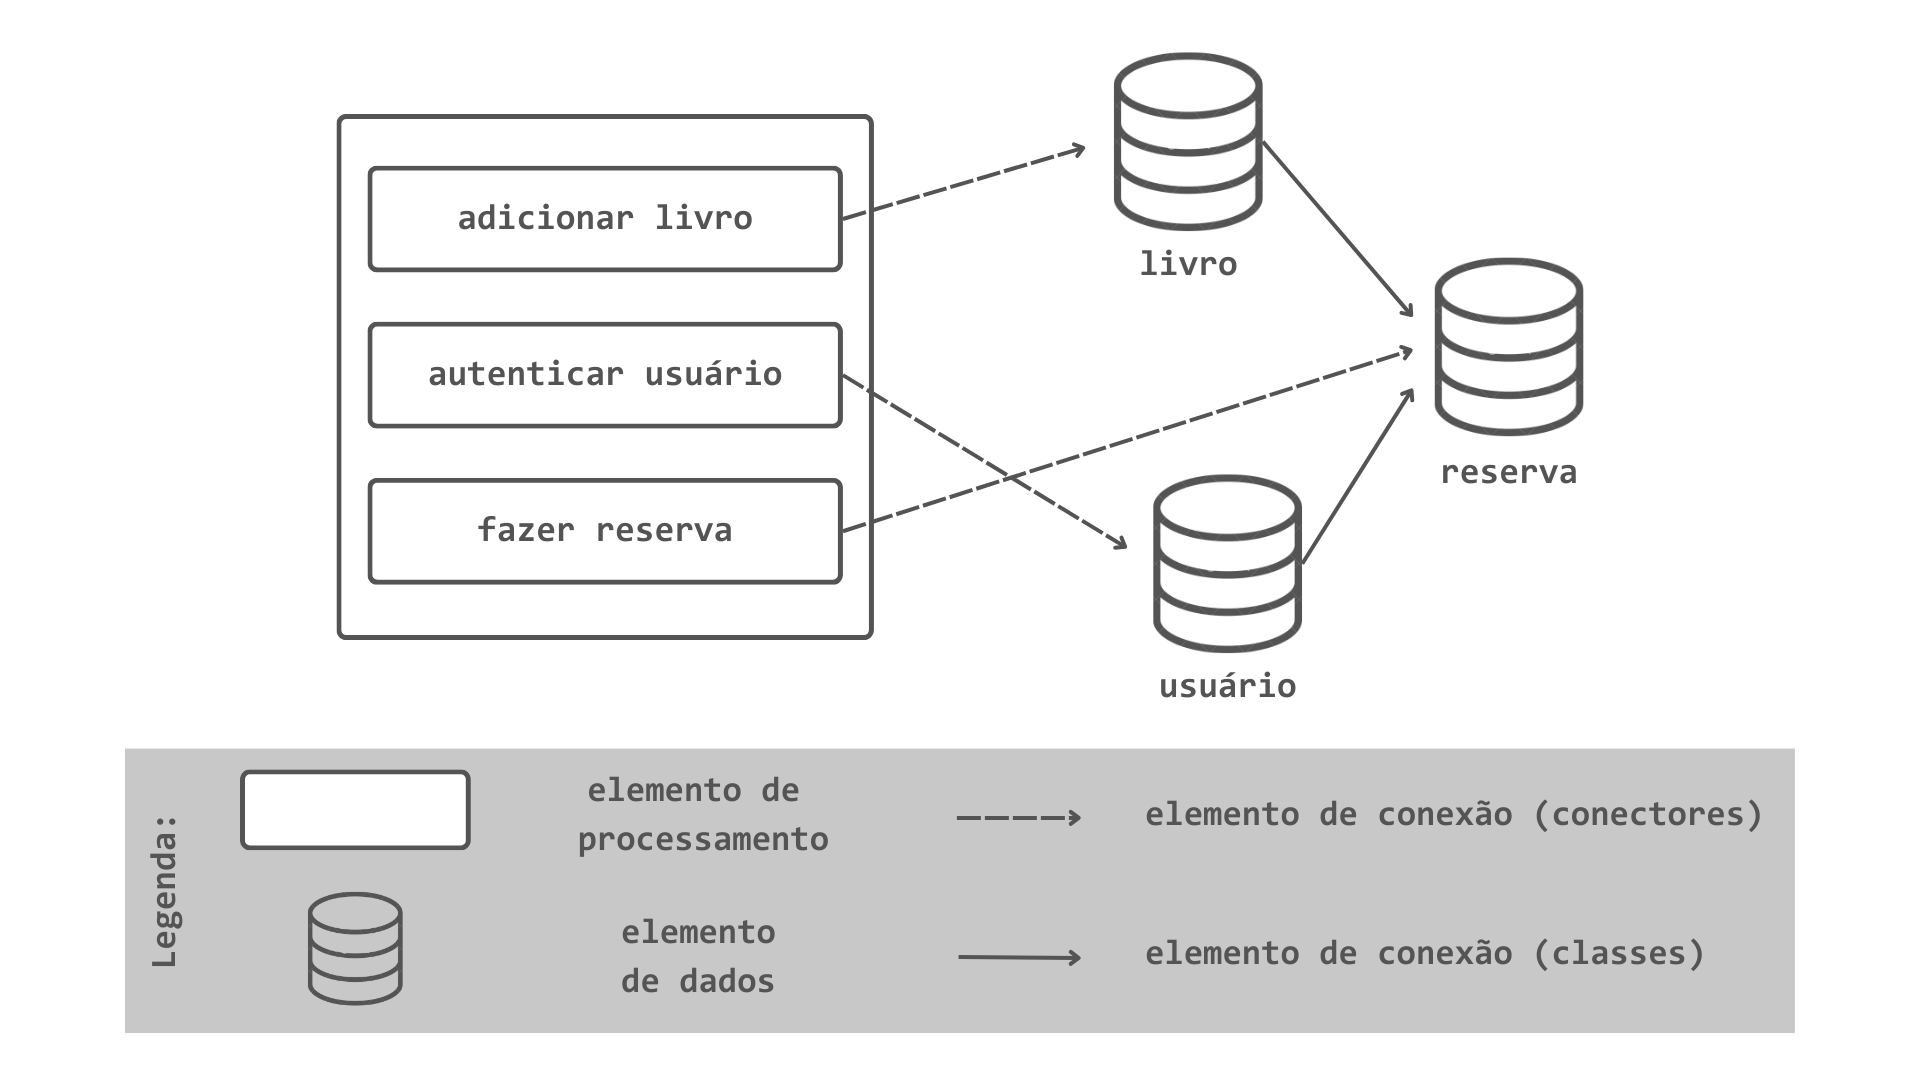 adicionar livro
autenticar usuário
fazer reserva
livro
reserva
usuário
Legenda:
elemento de
processamento
elemento de conexão (conectores)
elemento
de dados
elemento de conexão (classes)